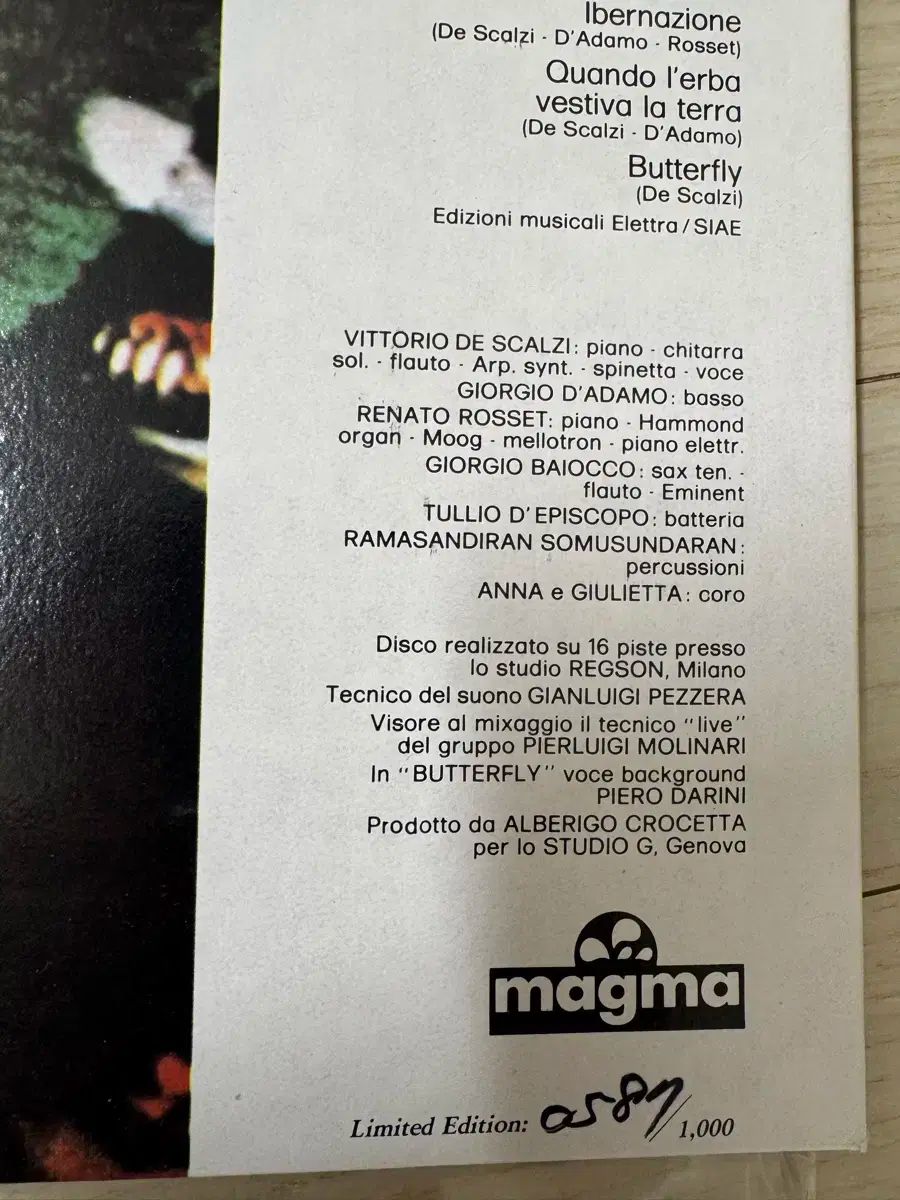 Ibernazione
(De Scalzi - D'Adamo - Rosset)
Quando l'erba
vestiva la terra
(De Scalzi - D'Adamo)
Butterfly
(De Scalzi)
Edizioni musicali Elettra / SIAE
VITTORIO DE SCALZI: piano - chitarra
sol. - flauto - Arp. synt. - spinetta - voce
GIORGIO D'ADAMO: basso
RENATO ROSSET: piano - Hammond
organ - Moog - mellotron - piano elettr.
GIORGIO BAIOCCO: sax ten. -
flauto - Eminent
TULLIO D'EPISCOPO: batteria
RAMASANDIRAN SOMUSUNDARAN:
percussioni
ANNA e GIULIETTA: coro
Disco realizzato su 16 piste presso
lo studio REGSON, Milano
Tecnico del suono GIANLUIGI PEZZERA
Visore al mixaggio il tecnico "live"
del gruppo PIERLUIGI MOLINARI
In "BUTTERFLY" voce background
PIERO DARINI
Prodotto da ALBERIGO CROCETTA
per lo STUDIO G, Genova
magma
Limited Edition: 0581/1,000